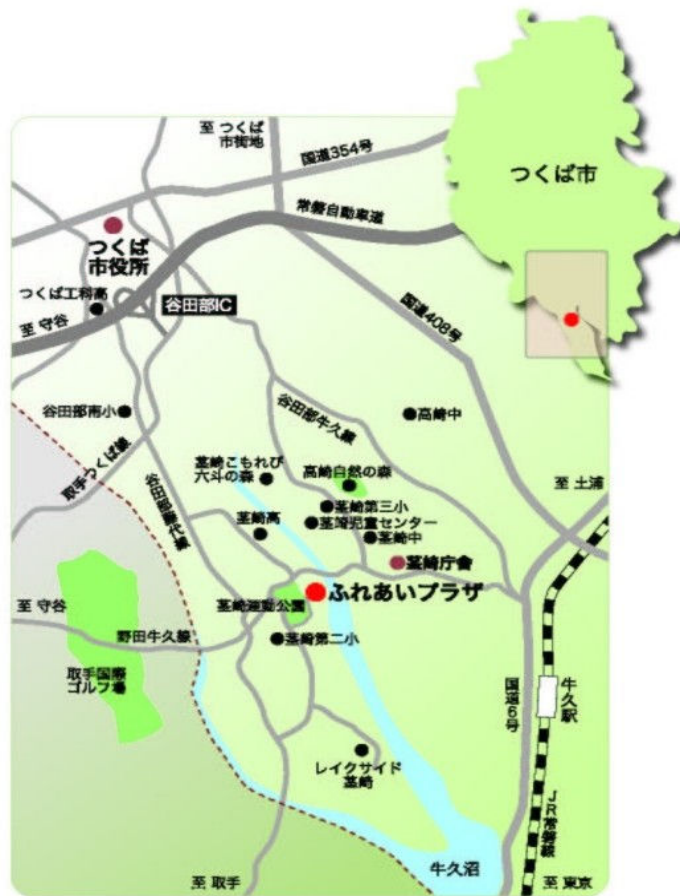 至 つくば
市街地
国道354号
つくば市
常磐自動車道
つくば
市役所
つくば工科高
谷田部IC
至 守谷
国道408号
谷田部南小
谷田部牛久線
高崎中
取手つくば線
茎崎こもれび
六斗の森
高崎自然の森
至 土浦
谷田部藤代線
茎崎第三小
茎崎高
茎崎児童センター
茎崎中
茎崎庁舎
ふれあいプラザ
茎崎運動公園
至 守谷
野田牛久線
茎崎第二小
取手国際
ゴルフ場
国道6号
牛久駅
レイクサイド
茎崎
JR常磐線
牛久沼
至 取手
至 東京